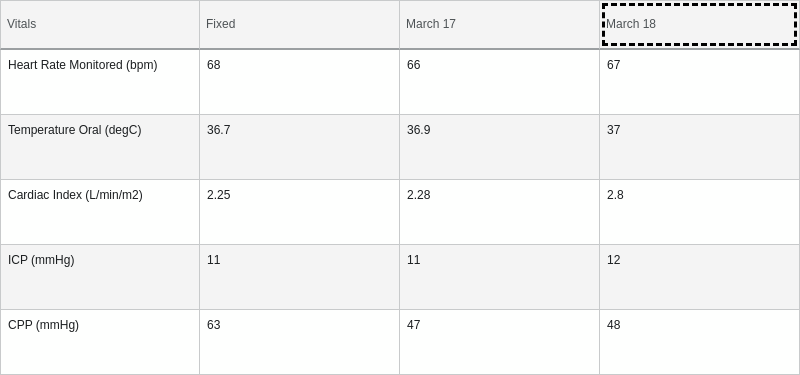 Vitals Fixed March 17 March 18
Heart Rate Monitored (bpm) 68 66 67
Temperature Oral (degC) 36.7 36.9 37
Cardiac Index (L/min/m2) 2.25 2.28 2.8
ICP (mmHg) 11 11 12
CPP (mmHg) 63 47 48